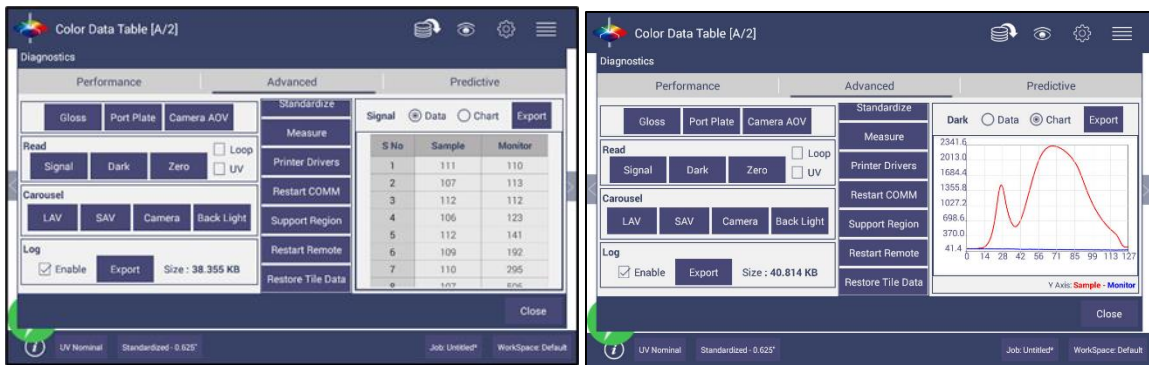 Color Data Table [A/2]
Diagnostics
Performance Advanced Predictive
Gloss Port Plate Camera AOV
Read
Signal Dark Zero
Loop
UV
Carousel
LAV SAV Camera Back Light
Log
Enable Export Size : 38.355 KB
Standardize
Measure
Printer Drivers
Restart COMM
Support Region
Restart Remote
Restore Tile Data
Signal Data Chart Export
S No Sample Monitor
1 111 110
2 107 113
3 112 112
4 106 123
5 112 141
6 109 192
7 110 295
8 107 506
Close
UV Nominal Standardized - 0.625" Job: Untitled* WorkSpace: Default
Color Data Table [A/2]
Diagnostics
Performance Advanced Predictive
Gloss Port Plate Camera AOV
Read
Signal Dark Zero
Loop
UV
Carousel
LAV SAV Camera Back Light
Log
Enable Export Size : 40.814 KB
Standardize
Measure
Printer Drivers
Restart COMM
Support Region
Restart Remote
Restore Tile Data
Dark Data Chart Export
2341.6
2013.0
1684.4
1355.8
1027.2
698.6
370.0
41.4
0 14 28 42 56 71 85 99 113 127
Y Axis: Sample - Monitor
Close
UV Nominal Standardized - 0.625" Job: Untitled* WorkSpace: Default